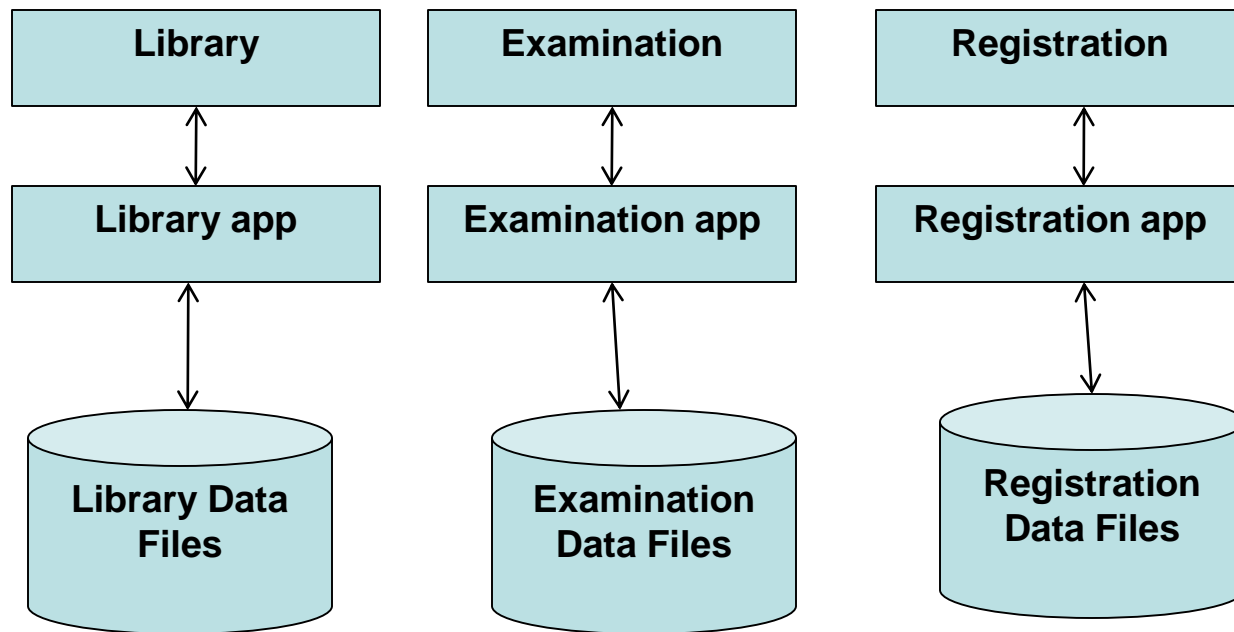 Library
Examination
Registration
Library app
Examination app
Registration app
Library Data
Files
Examination
Data Files
Registration
Data Files